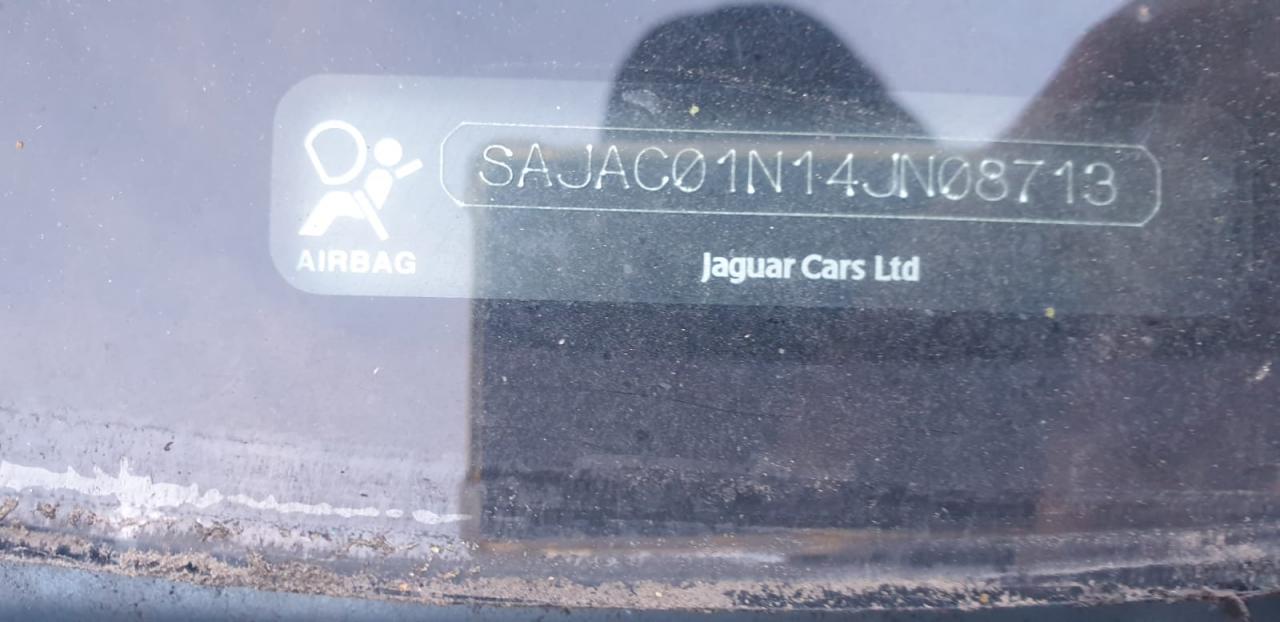 SAJAC01N14JN08713
AIRBAG
Jaguar Cars Ltd